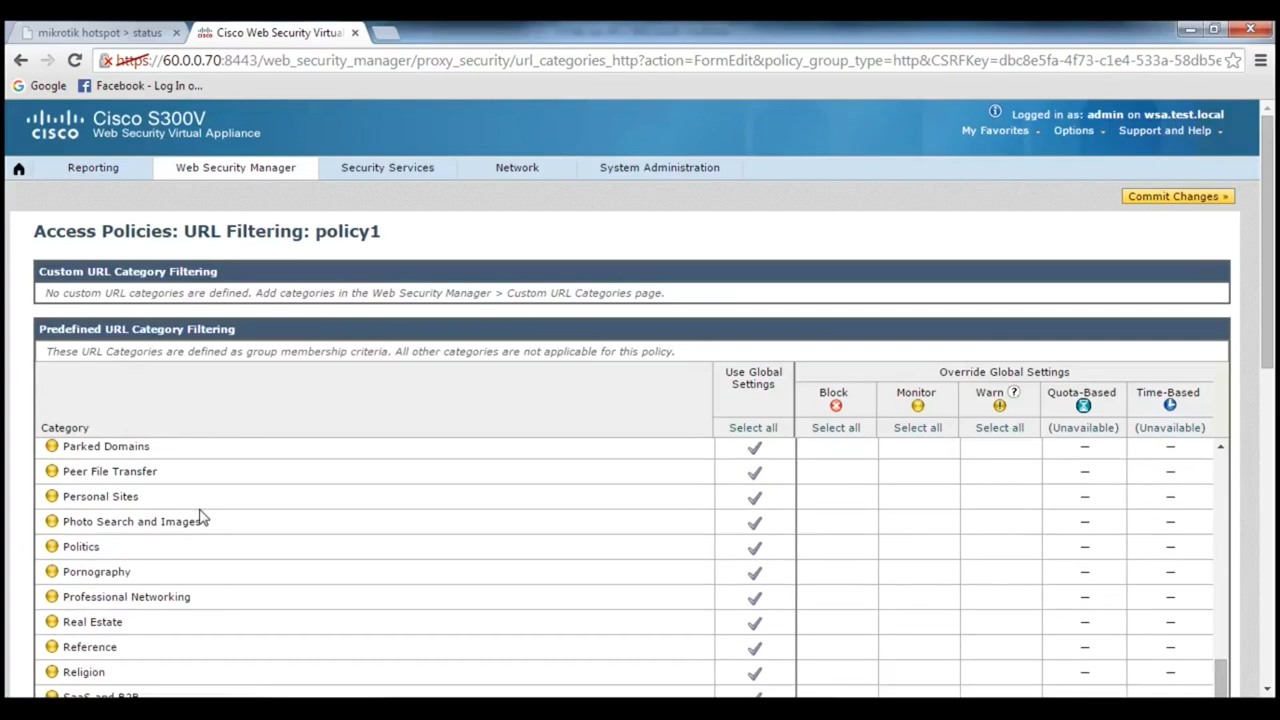 mikrotik hotspot > status
Cisco Web Security Virtual
https://60.0.0.70:8443/web_security_manager/proxy_security/url_categories_http?action=FormEdit&policy_group_type=http&CSRFKey=dbc8e5fa-4f73-c1e4-533a-58db5e
Google
Facebook - Log In o...
CISCO
Cisco S300V
Web Security Virtual Appliance
Logged in as: admin on wsa.test.local
My Favorites
Options
Support and Help
Reporting
Web Security Manager
Security Services
Network
System Administration
Commit Changes »
Access Policies: URL Filtering: policy1
Custom URL Category Filtering
No custom URL categories are defined. Add categories in the Web Security Manager > Custom URL Categories page.
Predefined URL Category Filtering
These URL Categories are defined as group membership criteria. All other categories are not applicable for this policy.
Use Global
Settings
Override Global Settings
Block
Monitor
Warn ?
Quota-Based
Time-Based
Category
Select all
Select all
Select all
Select all
(Unavailable)
(Unavailable)
Parked Domains
Peer File Transfer
Personal Sites
Photo Search and Images
Politics
Pornography
Professional Networking
Real Estate
Reference
Religion
SaaS and B2B